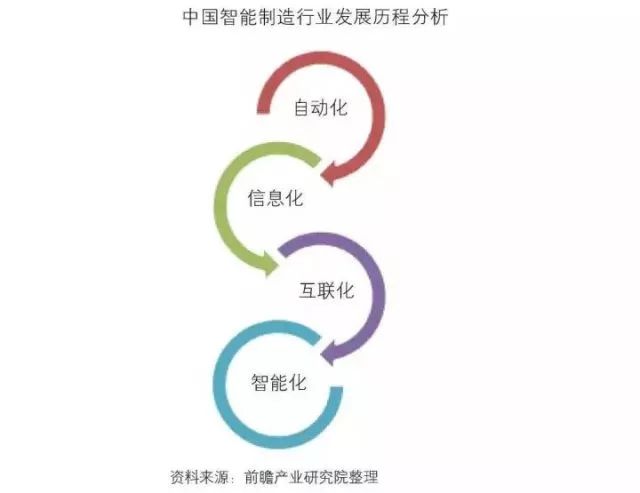 中国智能制造行业发展历程分析
自动化
信息化
互联化
智能化
资料来源：前瞻产业研究院整理